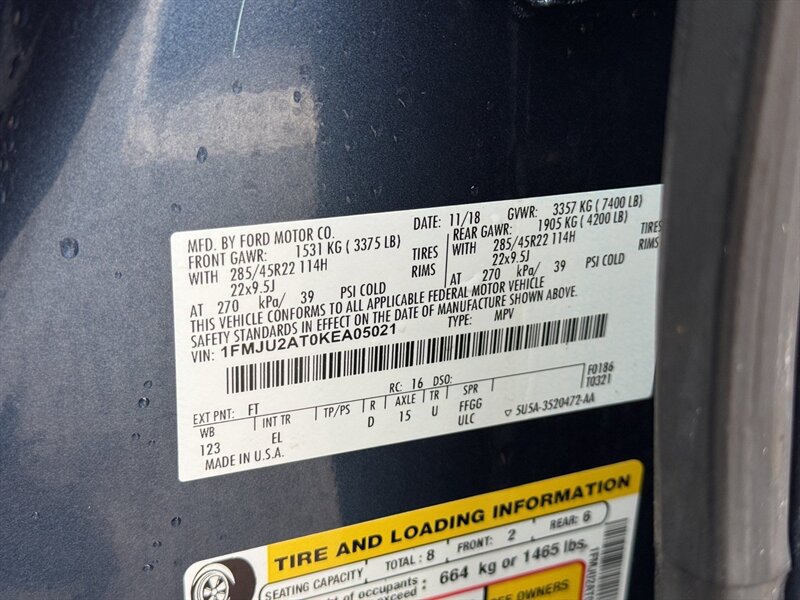 MFD. BY FORD MOTOR CO. DATE: 11/18 GVWR: 3357 KG ( 7400 LB)
FRONT GAWR: 1531 KG ( 3375 LB) REAR GAWR: 1905 KG ( 4200 LB)
WITH 285/45R22 114H TIRES WITH 285/45R22 114H TIRES
22x9.5J RIMS 22x9.5J RIMS
AT 270 kPa/ 39 PSI COLD AT 270 kPa/ 39 PSI COLD
THIS VEHICLE CONFORMS TO ALL APPLICABLE FEDERAL MOTOR VEHICLE
SAFETY STANDARDS IN EFFECT ON THE DATE OF MANUFACTURE SHOWN ABOVE.
VIN: 1FMJU2AT0KEA05021 TYPE: MPV
F0186
T0321
EXT PNT: FT RC: 16 DSO:
WB INT TR TP/PS R AXLE TR SPR
123 EL D 15 U FFGG
ULC ▽ 5U5A-3520472-AA
MADE IN U.S.A.
TIRE AND LOADING INFORMATION
SEATING CAPACITY TOTAL: 8 FRONT: 2 REAR: 6
of occupants
exceed 664 kg or 1465 lbs.
SEE OWNERS